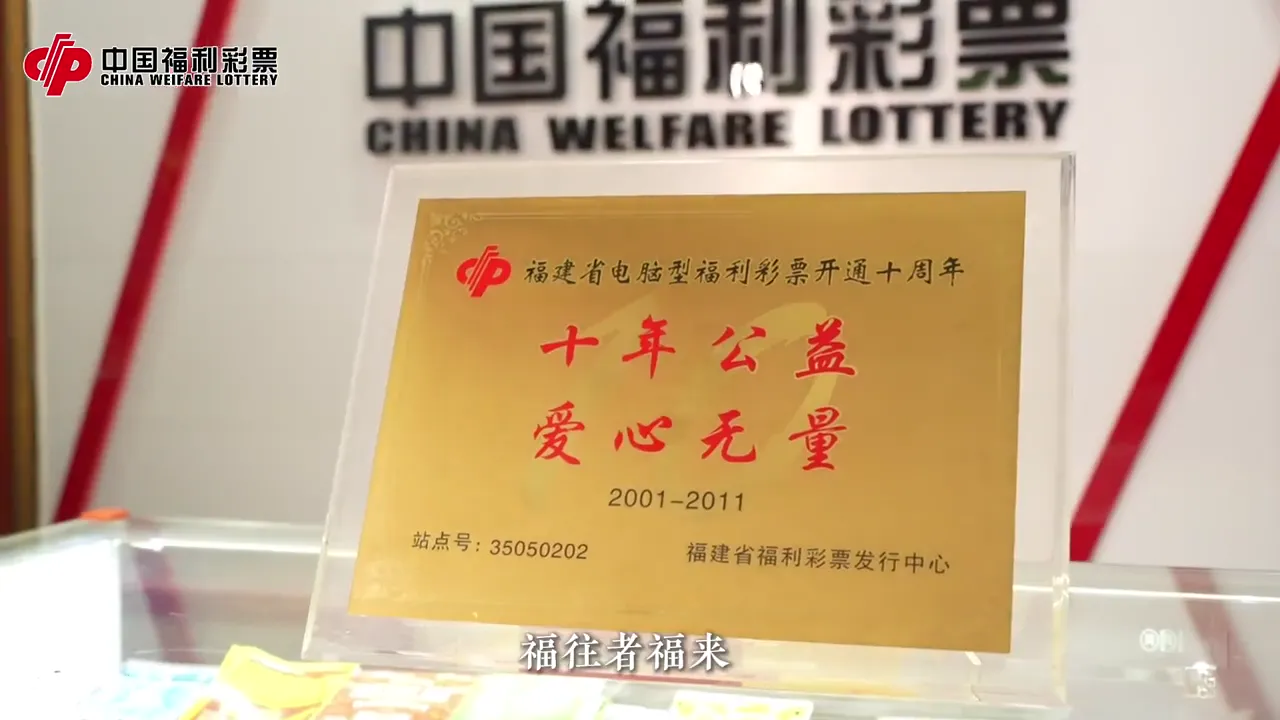 中国福利彩票
CHINA WEIFARE LOTTERY
中国福利彩票
CHINA WELFARE LOTTERY
福建省电脑型福利彩票开通十周年
十年公益
爱心无量
2001-2011
站点号：35050202
福建省福利彩票发行中心
福往者福来